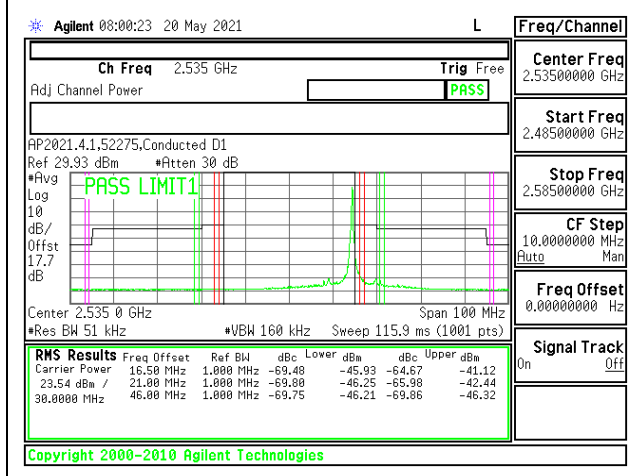 Agilent 08:00:23 20 May 2021 L
Freq/Channel
Ch Freq 2.535 GHz Trig Free
Adj Channel Power PASS
AP2021.4.1,52275,Conducted D1
Ref 29.93 dBm #Atten 30 dB
#Avg
Log
10
dB/
Offst
17.7
dB
PASS LIMIT1
Center 2.535 0 GHz Span 100 MHz
#Res BW 51 kHz #VBW 160 kHz Sweep 115.9 ms (1001 pts)
RMS Results Freq Offset Ref BW dBc Lower dBm dBc Upper dBm
Carrier Power 16.50 MHz 1.000 MHz -69.48 -45.93 -64.67 -41.12
23.54 dBm / 21.00 MHz 1.000 MHz -69.80 -46.25 -65.98 -42.44
30.0000 MHz 46.00 MHz 1.000 MHz -69.75 -46.21 -69.86 -46.32
Center Freq
2.53500000 GHz
Start Freq
2.48500000 GHz
Stop Freq
2.58500000 GHz
CF Step
10.0000000 MHz
Auto Man
Freq Offset
0.00000000 Hz
Signal Track
On Off
Copyright 2000-2010 Agilent Technologies